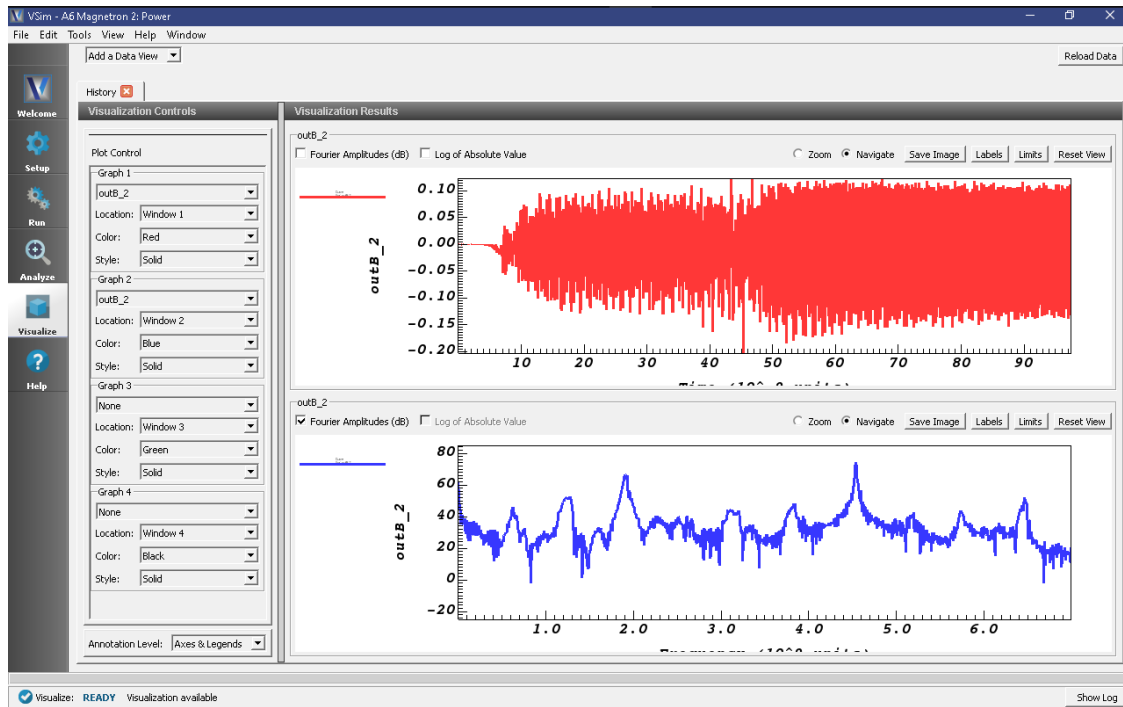 VSim - A6 Magnetron 2: Power
File Edit Tools View Help Window
Add a Data View
Reload Data
History
Welcome
Setup
Run
Analyze
Visualize
Help
Visualization Controls
Plot Control
Graph 1
outB_2
Location: Window 1
Color: Red
Style: Solid
Graph 2
outB_2
Location: Window 2
Color: Blue
Style: Solid
Graph 3
None
Location: Window 3
Color: Green
Style: Solid
Graph 4
None
Location: Window 4
Color: Black
Style: Solid
Annotation Level: Axes & Legends
Visualization Results
outB_2
Fourier Amplitudes (dB) Log of Absolute Value Zoom Navigate Save Image Labels Limits Reset View
outB_2
0.10
0.05
0.00
-0.05
-0.10
-0.15
-0.20
10 20 30 40 50 60 70 80 90
outB_2
Fourier Amplitudes (dB) Log of Absolute Value Zoom Navigate Save Image Labels Limits Reset View
outB_2
80
60
40
20
0
-20
1.0 2.0 3.0 4.0 5.0 6.0
Visualize: READY Visualization available
Show Log